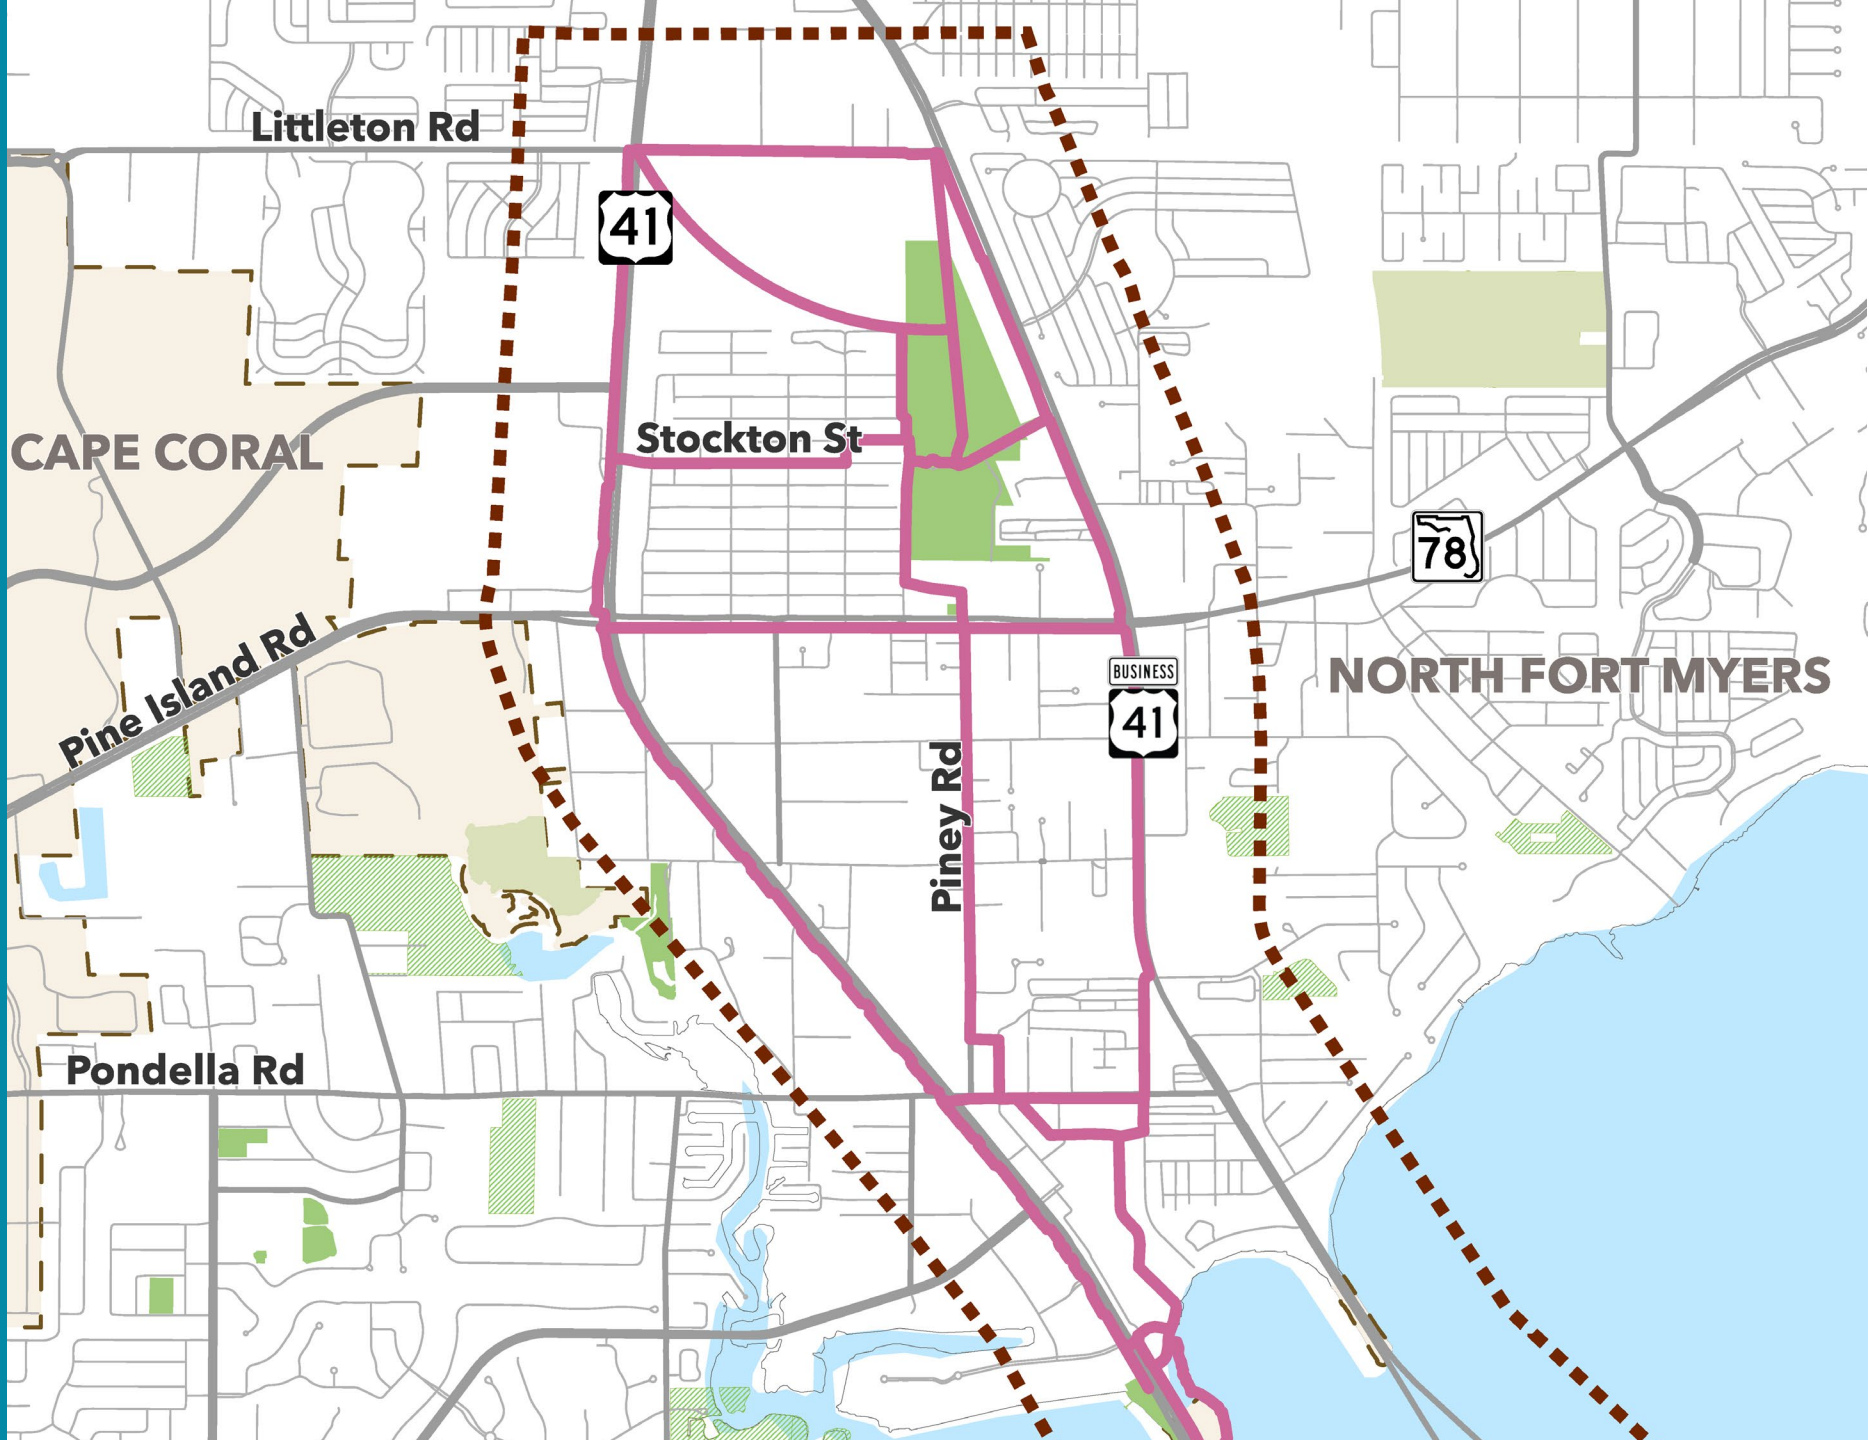 Littleton Rd
41
Stockton St
CAPE CORAL
78
Pine Island Rd
BUSINESS
41
NORTH FORT MYERS
Piney Rd
Pondella Rd